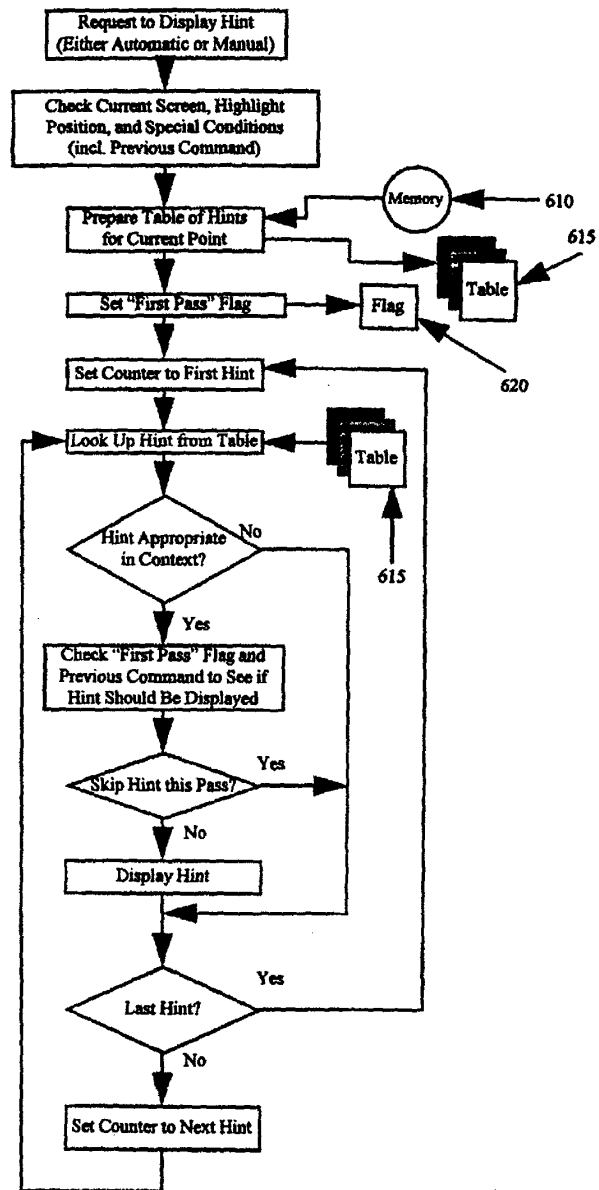 Request to Display Hint
(Either Automatic or Manual)
Check Current Screen, Highlight
Position, and Special Conditions
(incl. Previous Command)
Memory
610
Prepare Table of Hints
for Current Point
615
Table
Set "First Pass" Flag
Flag
620
Set Counter to First Hint
Look Up Hint from Table
Table
615
Hint Appropriate
in Context?
No
Yes
Check "First Pass" Flag and
Previous Command to See if
Hint Should Be Displayed
Skip Hint this Pass?
Yes
No
Display Hint
Last Hint?
Yes
No
Set Counter to Next Hint